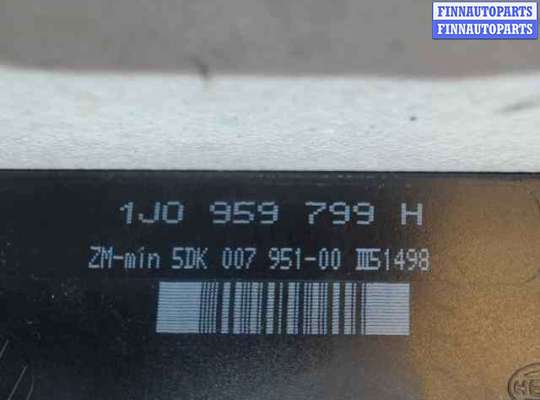 FINNAUTOPARTS
FINNAUTOPARTS
1J0 959 799 H
ZM-min 5DK 007 951-00 III51498